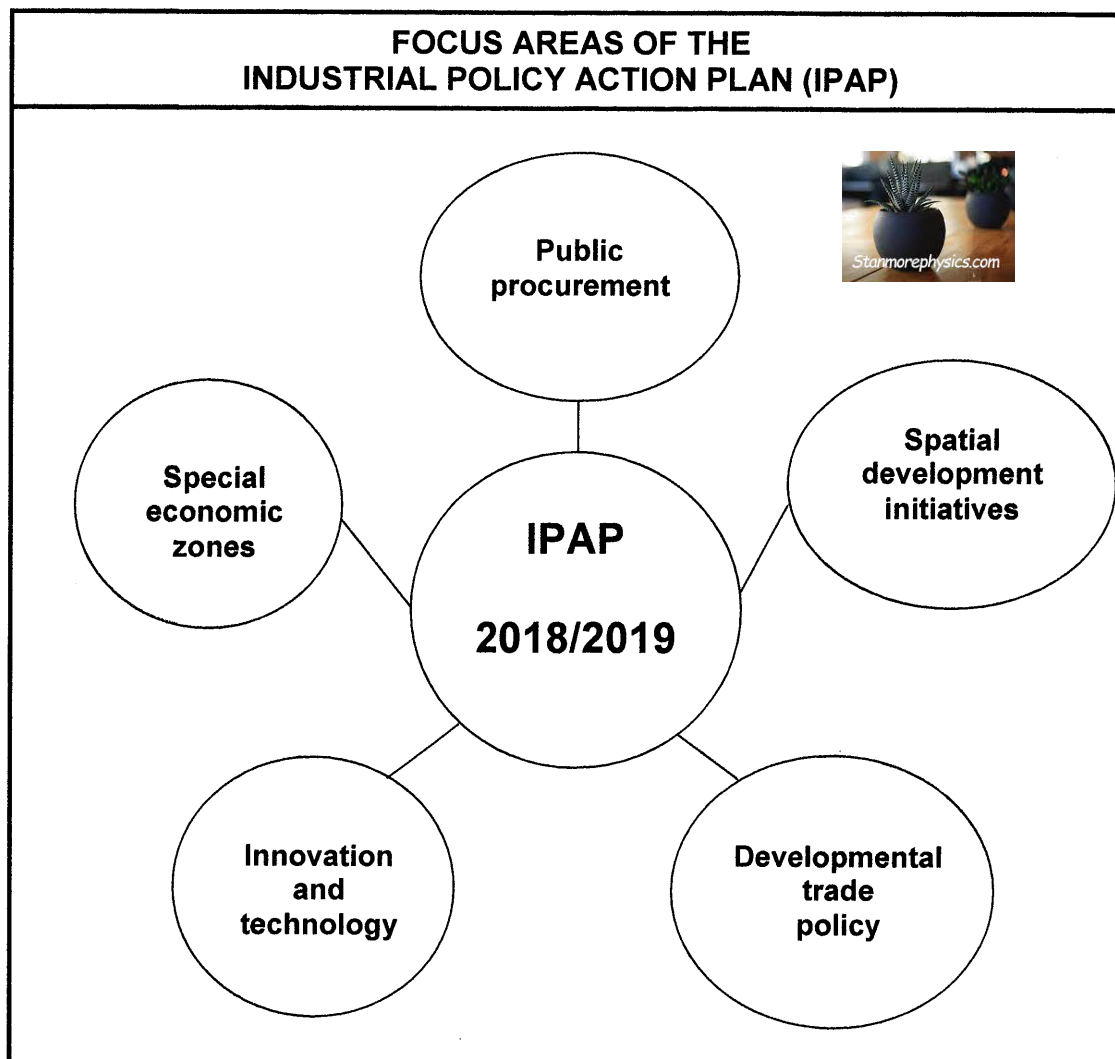 FOCUS AREAS OF THE
INDUSTRIAL POLICY ACTION PLAN (IPAP)
Stanmorephysics.com
Public
procurement
Special
economic
zones
Spatial
development
initiatives
IPAP
2018/2019
Innovation
and
technology
Developmental
trade
policy